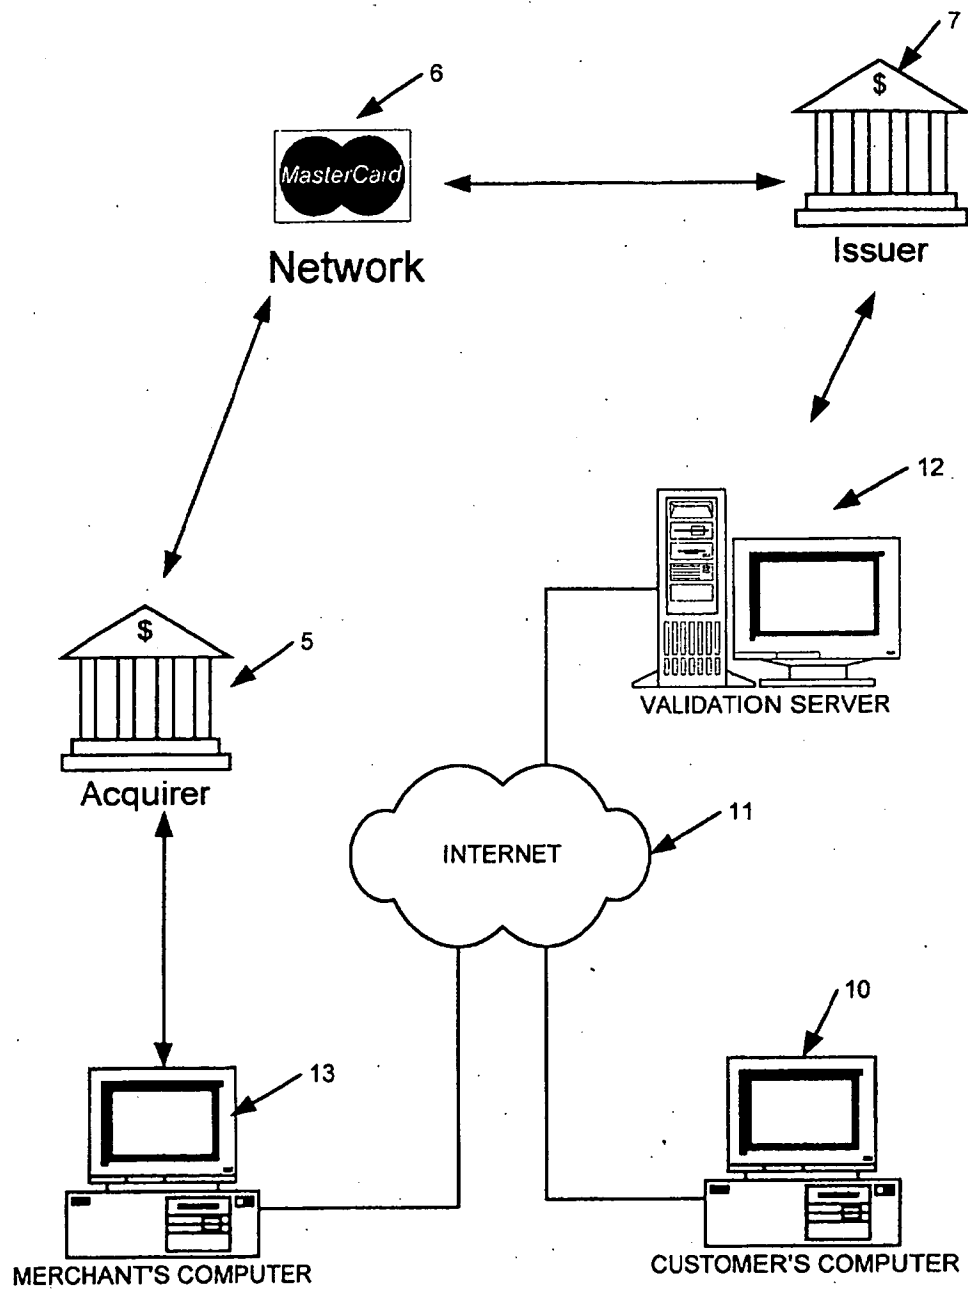 7
$
6
MasterCard
Network
Issuer
12
VALIDATION SERVER
$
5
Acquirer
11
INTERNET
10
13
MERCHANT'S COMPUTER
CUSTOMER'S COMPUTER